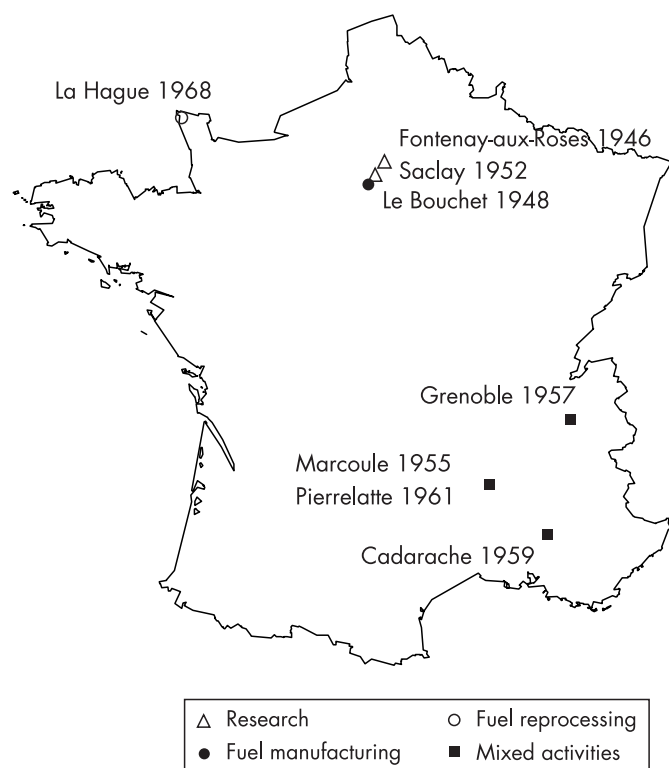 La Hague 1968
Fontenay-aux-Roses 1946
Saclay 1952
Le Bouchet 1948
Grenoble 1957
Marcoule 1955
Pierrelatte 1961
Cadarache 1959
Research
Fuel reprocessing
Fuel manufacturing
Mixed activities